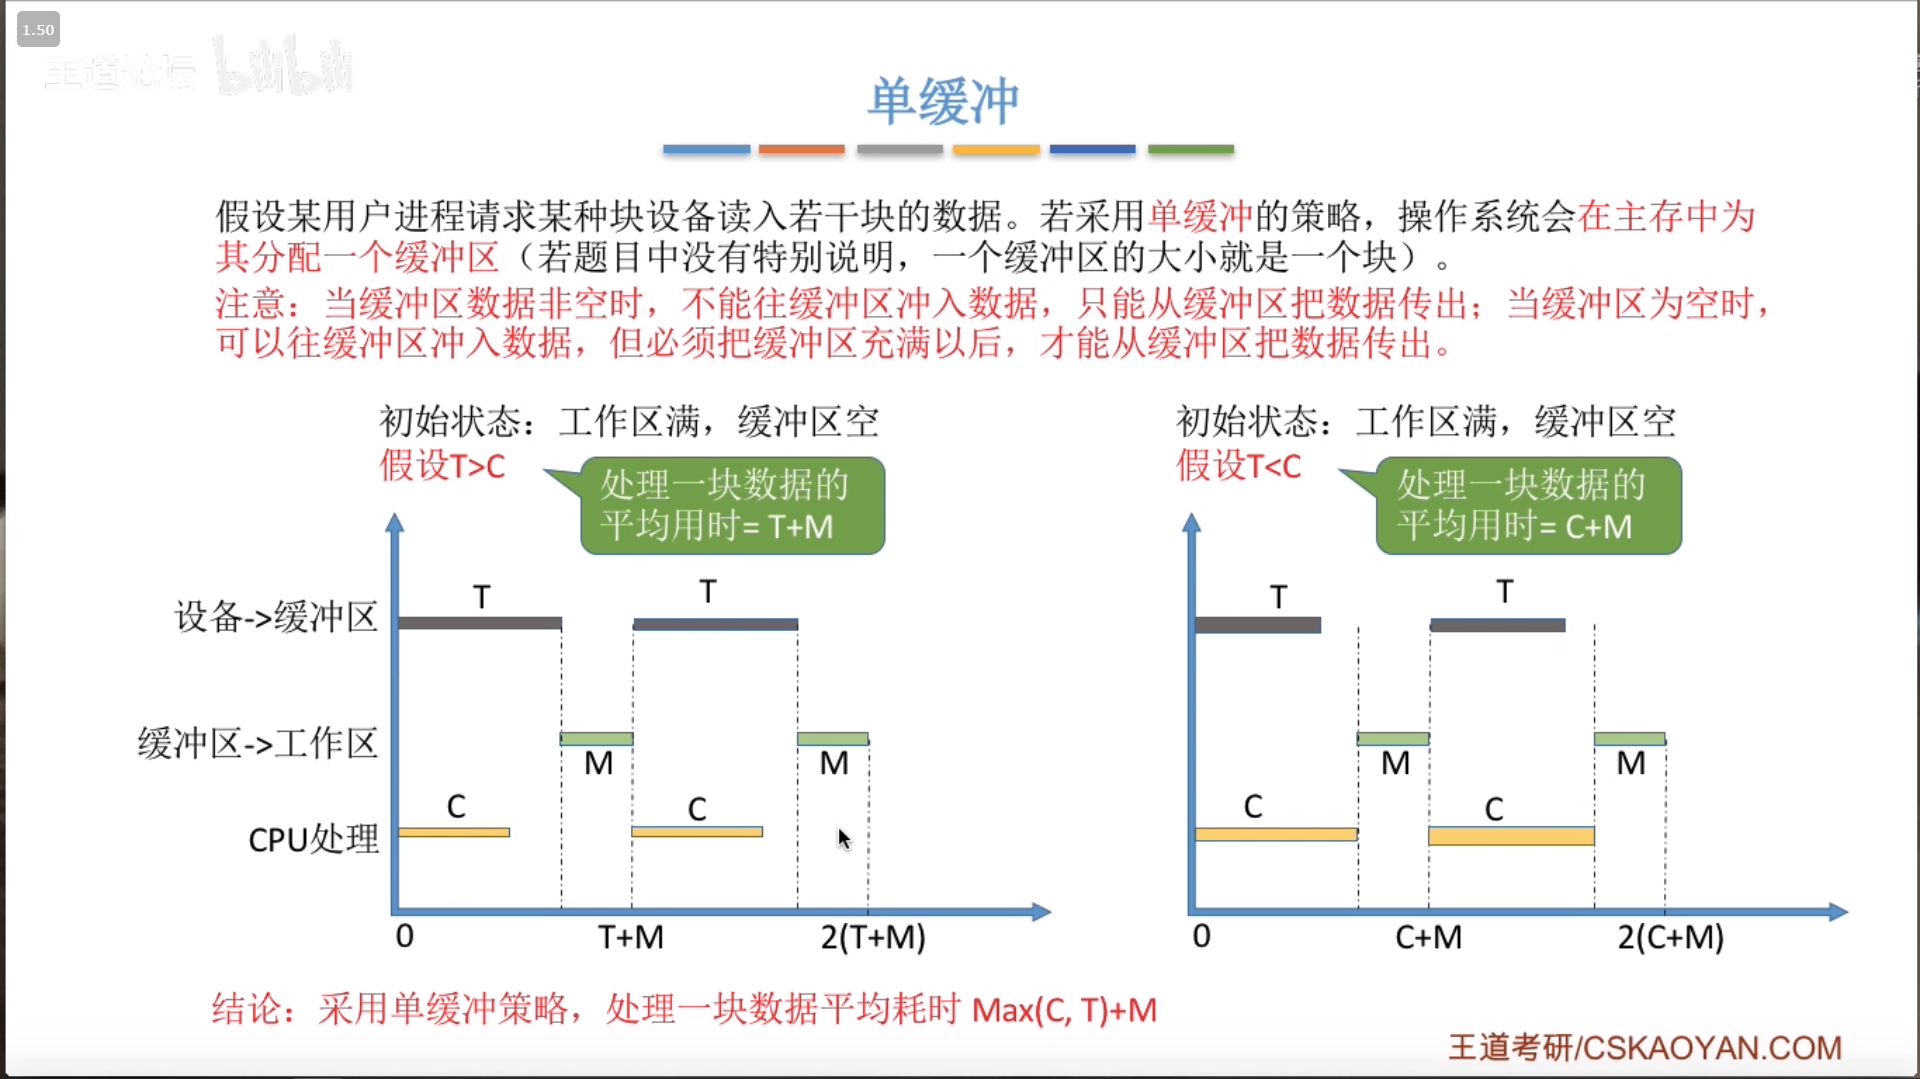 1.50
王道论坛 bilibili
单缓冲
假设某用户进程请求某种块设备读入若干块的数据。若采用单缓冲的策略，操作系统会在主存中为
其分配一个缓冲区（若题目中没有特别说明，一个缓冲区的大小就是一个块）。
注意：当缓冲区数据非空时，不能往缓冲区冲入数据，只能从缓冲区把数据传出；当缓冲区为空时，
可以往缓冲区冲入数据，但必须把缓冲区充满以后，才能从缓冲区把数据传出。
初始状态：工作区满，缓冲区空
假设T>C
处理一块数据的
平均用时= T+M
T
T
设备->缓冲区
缓冲区->工作区
M
M
C
C
CPU处理
0
T+M
2(T+M)
初始状态：工作区满，缓冲区空
假设T<C
处理一块数据的
平均用时= C+M
T
T
M
M
C
C
0
C+M
2(C+M)
结论：采用单缓冲策略，处理一块数据平均耗时 Max(C, T)+M
王道考研/CSKAOYAN.COM